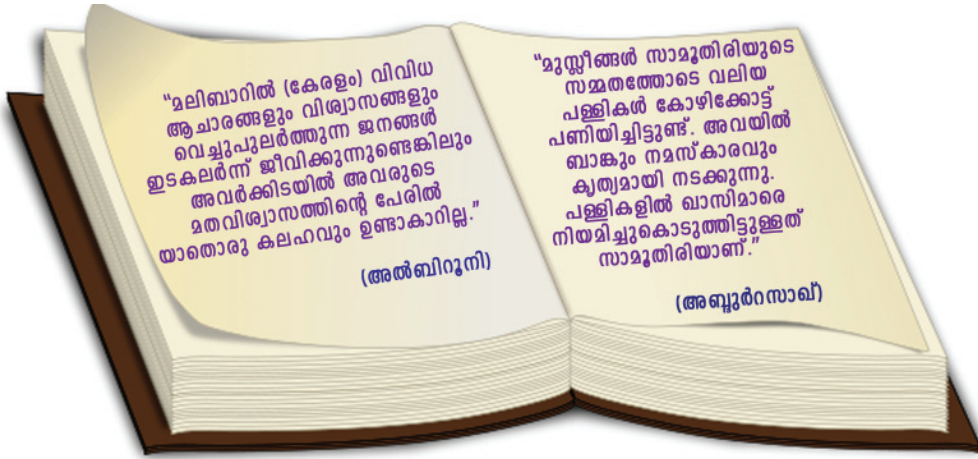 “മലിബാറിൽ (കേരളം) വിവിധ
ആചാരങ്ങളും വിശ്വാസങ്ങളും
വെച്ചുപുലർത്തുന്ന ജനങ്ങൾ
ഇടകലർന്ന് ജീവിക്കുന്നുണ്ടെങ്കിലും
അവർക്കിടയിൽ അവരുടെ
മതവിശ്വാസത്തിന്റെ പേരിൽ
യാതൊരു കലഹവും ഉണ്ടാകാറില്ല.”
(അൽബിറൂനി)
“മുസ്ലീങ്ങൾ സാമൂതിരിയുടെ
സമ്മതത്തോടെ വലിയ
പള്ളികൾ കോഴിക്കോട്ട്
പണിയിച്ചിട്ടുണ്ട്. അവയിൽ
ബാങ്കും നമസ്കാരവും
കൃത്യമായി നടക്കുന്നു.
പള്ളികളിൽ ഖാസിമാരെ
നിയമിച്ചുകൊടുത്തിട്ടുള്ളത്
സാമൂതിരിയാണ്.”
(അബ്ദുർറസാഖ്)